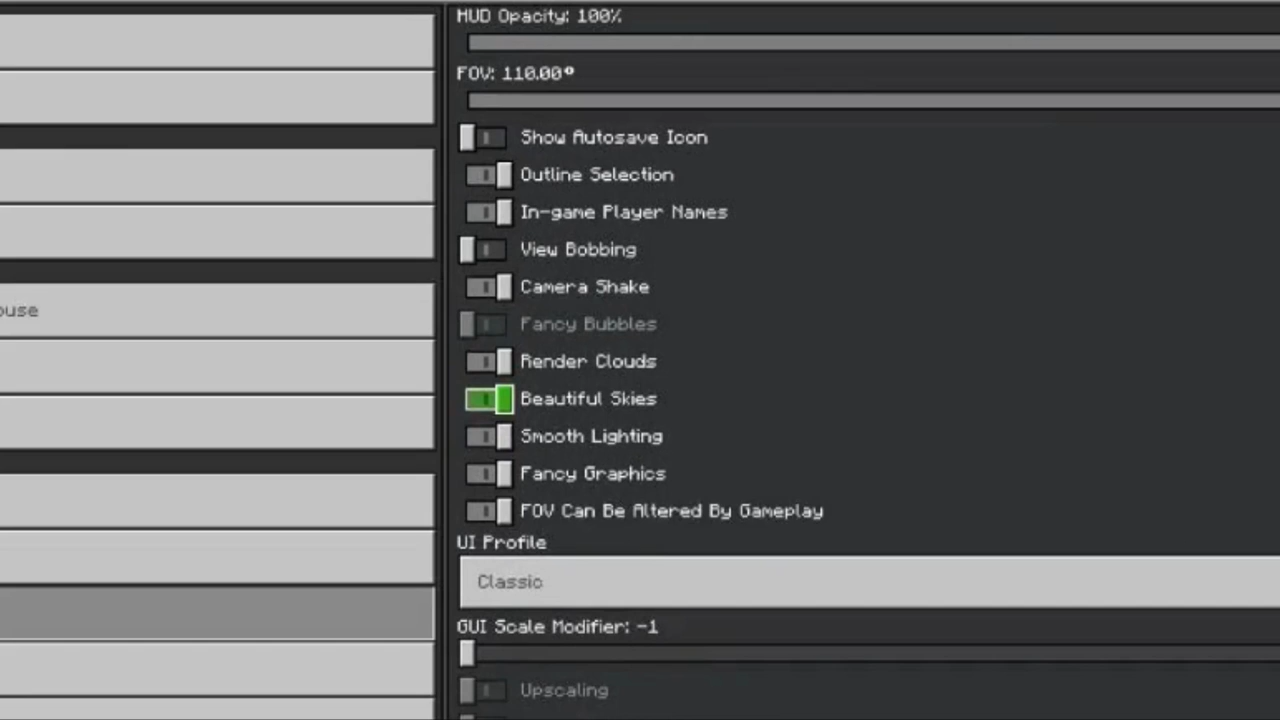 HUD Opacity: 100%
FOV: 110.00°
Show Autosave Icon
Outline Selection
In-game Player Names
View Bobbing
ouse
Camera Shake
Fancy Bubbles
Render Clouds
Beautiful Skies
Smooth Lighting
Fancy Graphics
FOV Can Be Altered By Gameplay
UI Profile
Classic
GUI Scale Modifier: -1
Upscaling